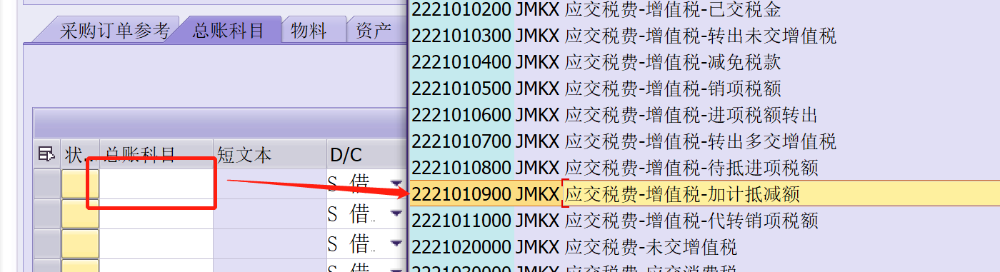 采购订单参考 总账科目 物料 资产
状.. 总账科目 短文本 D/C
S 借..
S 借..
S 借..
2221010200 JMKX 应交税费-增值税-已交税金
2221010300 JMKX 应交税费-增值税-转出未交增值税
2221010400 JMKX 应交税费-增值税-减免税款
2221010500 JMKX 应交税费-增值税-销项税额
2221010600 JMKX 应交税费-增值税-进项税额转出
2221010700 JMKX 应交税费-增值税-转出多交增值税
2221010800 JMKX 应交税费-增值税-待抵进项税额
2221010900 JMKX 应交税费-增值税-加计抵减额
2221011000 JMKX 应交税费-增值税-代转销项税额
2221020000 JMKX 应交税费-未交增值税
2221030000 JMKX 应交税费-应交消费税